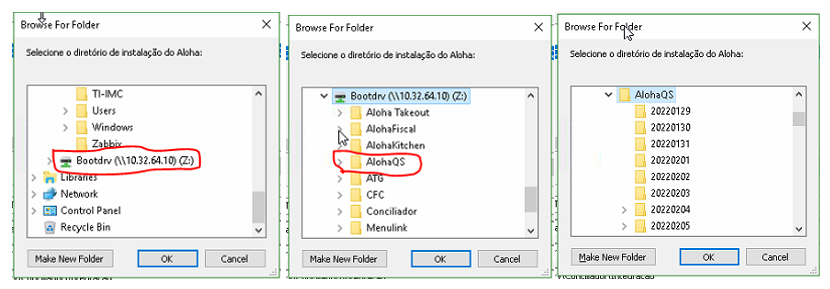 Browse For Folder
Selecione o diretório de instalação do Aloha:
TI-IMC
Users
Windows
Zabbix
Bootdrv (\\10.32.64.10) (Z:)
Libraries
Network
Control Panel
Recycle Bin
Make New Folder
OK
Cancel
Browse For Folder
Selecione o diretório de instalação do Aloha:
Bootdrv (\\10.32.64.10) (Z:)
Aloha Takeout
AlohaFiscal
AlohaKitchen
AlohaQS
ATG
CFC
Conciliador
Menulink
Make New Folder
OK
Cancel
Browse For Folder
Selecione o diretório de instalação do Aloha:
AlohaQS
20220129
20220130
20220131
20220201
20220202
20220203
20220204
20220205
Make New Folder
OK
Cancel